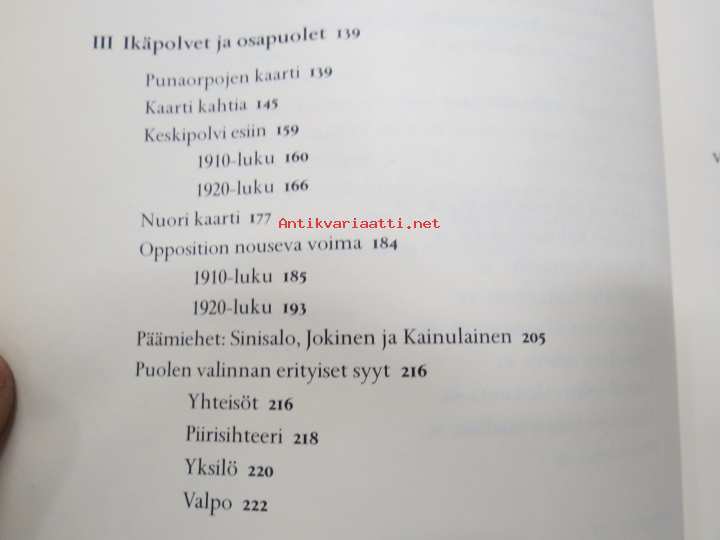 III Ikäpolvet ja osapuolet 139
Punaorpojen kaarti 139
Kaarti kahtia 145
Keskipolvi esiin 159
1910-luku 160
1920-luku 166
Nuori kaarti 177
Antikvariaatti.net
Opposition nouseva voima 184
1910-luku 185
1920-luku 193
Päämiehet: Sinisalo, Jokinen ja Kainulainen 205
Puolen valinnan erityiset syyt 216
Yhteisöt 216
Piirisihteeri 218
Yksilö 220
Valpo 222